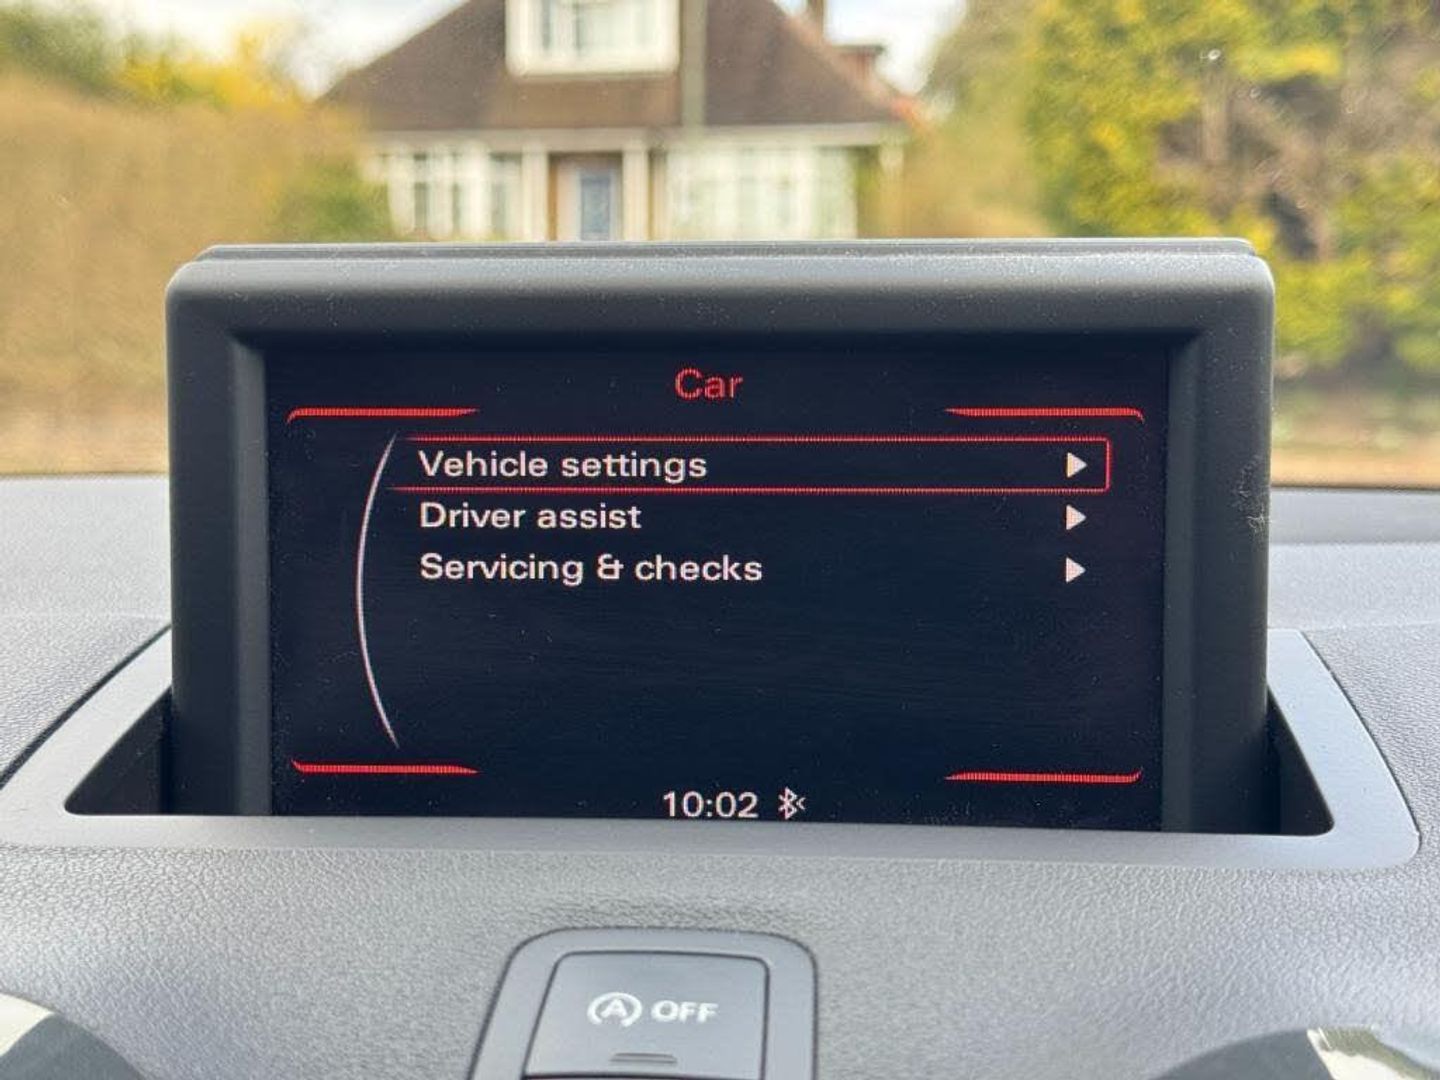 Car
Vehicle settings
Driver assist
Servicing & checks
10:02
A OFF